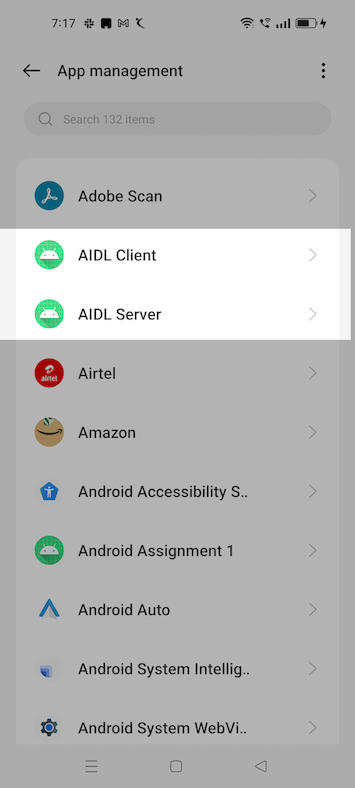 7:17
App management
Search 132 items
Adobe Scan
AIDL Client
AIDL Server
airtel
Airtel
Amazon
Android Accessibility S..
Android Assignment 1
Android Auto
Android System Intellig..
Android System WebVi..